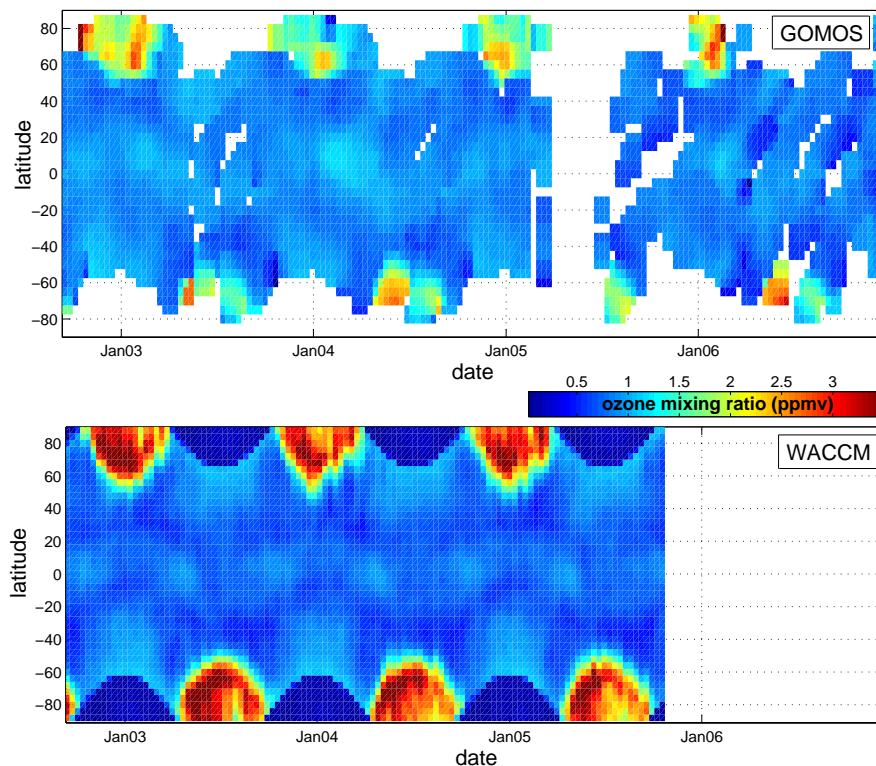 GOMOS
80
60
40
20
0
−20
−40
−60
−80
latitude
Jan03 Jan04 Jan05 Jan06
date
0.5 1 1.5 2 2.5 3
ozone mixing ratio (ppmv)
WACCM
80
60
40
20
0
−20
−40
−60
−80
latitude
Jan03 Jan04 Jan05 Jan06
date